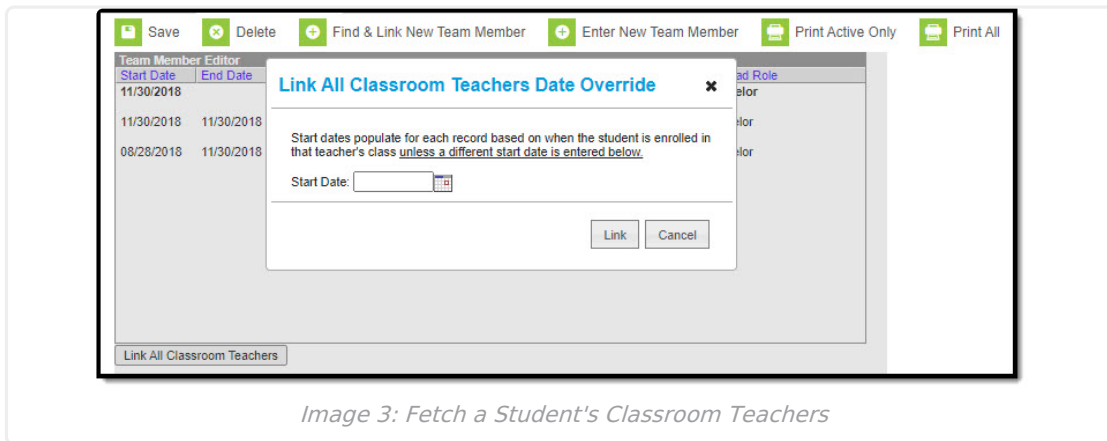 Save Delete Find & Link New Team Member Enter New Team Member Print Active Only Print All
Team Member Editor
Start Date End Date ad Role
11/30/2018 elor
11/30/2018 11/30/2018 elor
08/28/2018 11/30/2018 elor
Link All Classroom Teachers Date Override
Start dates populate for each record based on when the student is enrolled in
that teacher's class unless a different start date is entered below.
Start Date:
Link Cancel
Link All Classroom Teachers
Image 3: Fetch a Student's Classroom Teachers